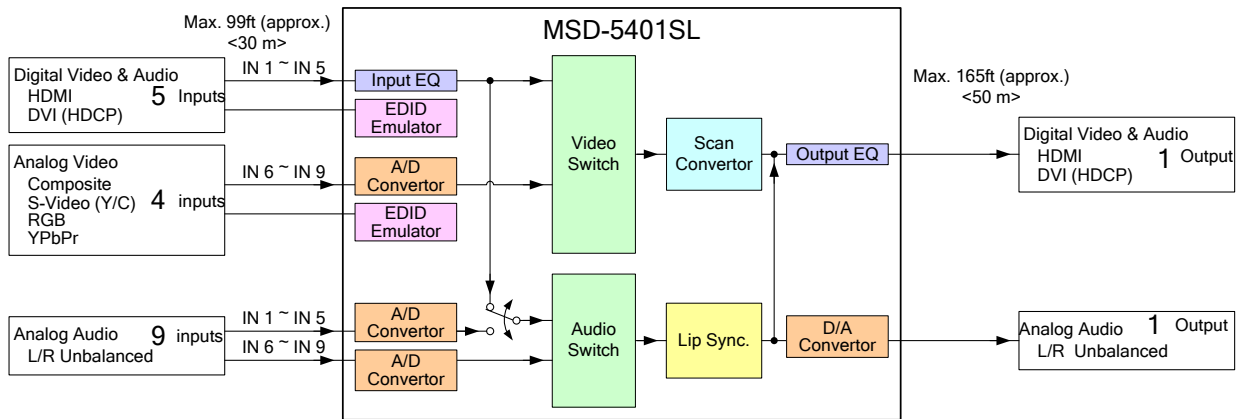 Max. 99ft (approx.)
<30 m>
MSD-5401SL
Digital Video & Audio
HDMI
DVI (HDCP)
5 Inputs
IN 1 ~ IN 5
Input EQ
EDID
Emulator
Analog Video
Composite
S-Video (Y/C)
RGB
YPbPr
4 inputs
IN 6 ~ IN 9
A/D
Convertor
EDID
Emulator
Video
Switch
Scan
Convertor
Output EQ
Max. 165ft (approx.)
<50 m>
Digital Video & Audio
HDMI
DVI (HDCP)
1 Output
Analog Audio
L/R Unbalanced
9 inputs
IN 1 ~ IN 5
IN 6 ~ IN 9
A/D
Convertor
A/D
Convertor
Audio
Switch
Lip Sync.
D/A
Convertor
Analog Audio 1 Output
L/R Unbalanced